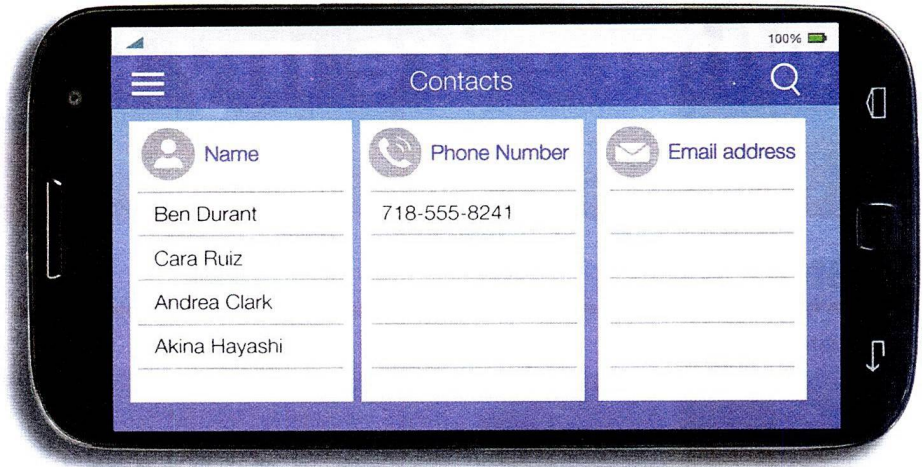 100%
Contacts
Name Phone Number Email address
Ben Durant 718-555-8241
Cara Ruiz
Andrea Clark
Akina Hayashi